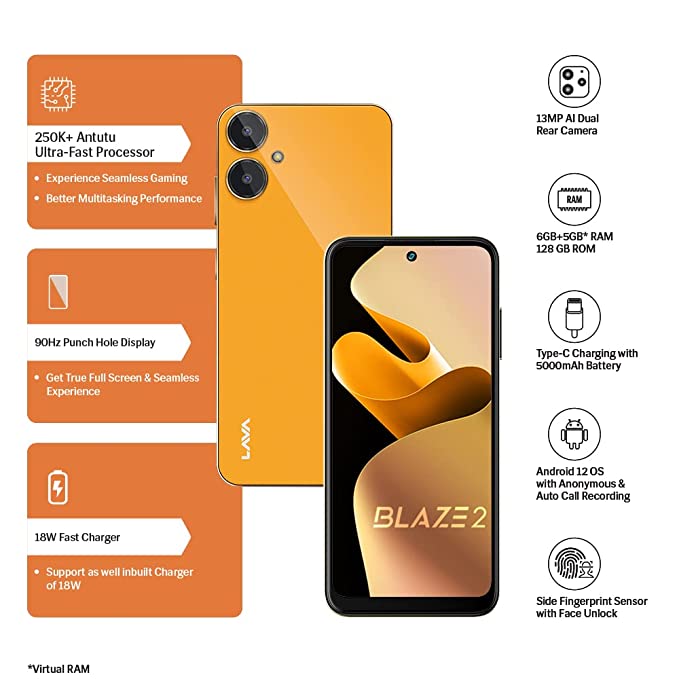 250K+ Antutu
Ultra-Fast Processor
• Experience Seamless Gaming
• Better Multitasking Performance
90Hz Punch Hole Display
• Get True Full Screen & Seamless
Experience
18W Fast Charger
• Support as well inbuilt Charger
of 18W
*Virtual RAM
LAVA
BLAZE2
13MP AI Dual
Rear Camera
RAM
6GB+5GB* RAM
128 GB ROM
Type-C Charging with
5000mAh Battery
Android 12 OS
with Anonymous &
Auto Call Recording
Side Fingerprint Sensor
with Face Unlock